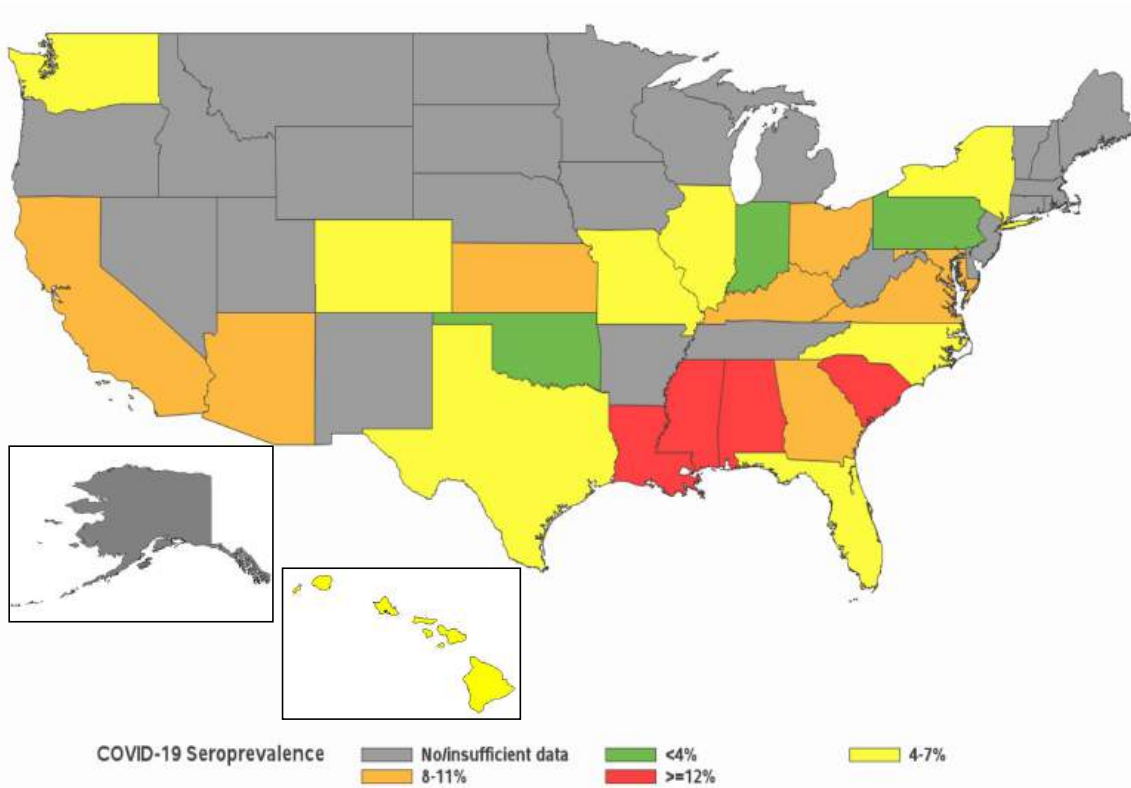 COVID-19 Seroprevalence No/insufficient data <4% 4-7%
8-11% >=12%